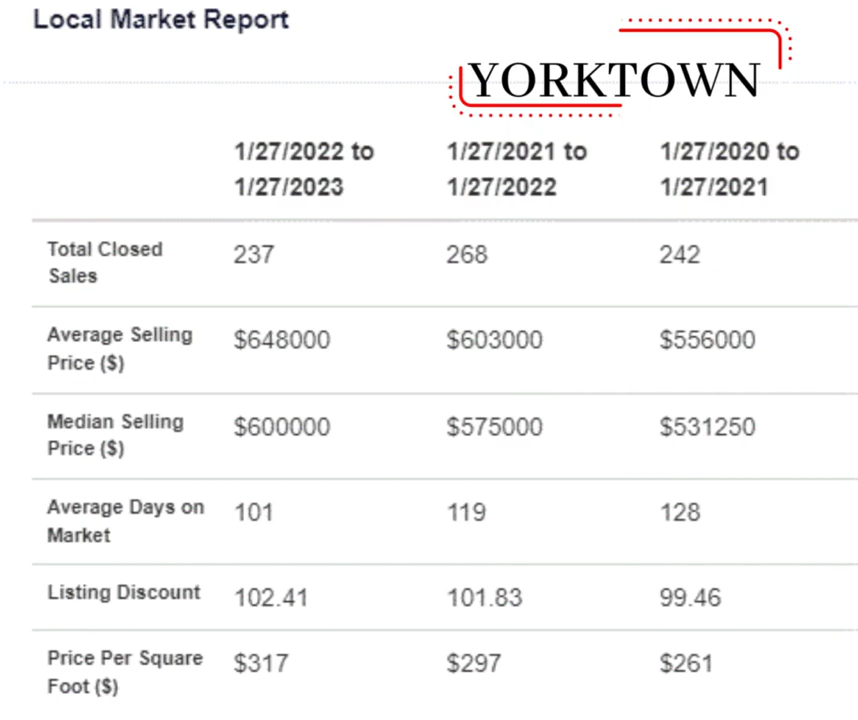 Local Market Report
YORKTOWN
1/27/2022 to 1/27/2021 to 1/27/2020 to
1/27/2023 1/27/2022 1/27/2021
Total Closed 237 268 242
Sales
Average Selling $648000 $603000 $556000
Price ($)
Median Selling $600000 $575000 $531250
Price ($)
Average Days on 101 119 128
Market
Listing Discount 102.41 101.83 99.46
Price Per Square $317 $297 $261
Foot ($)